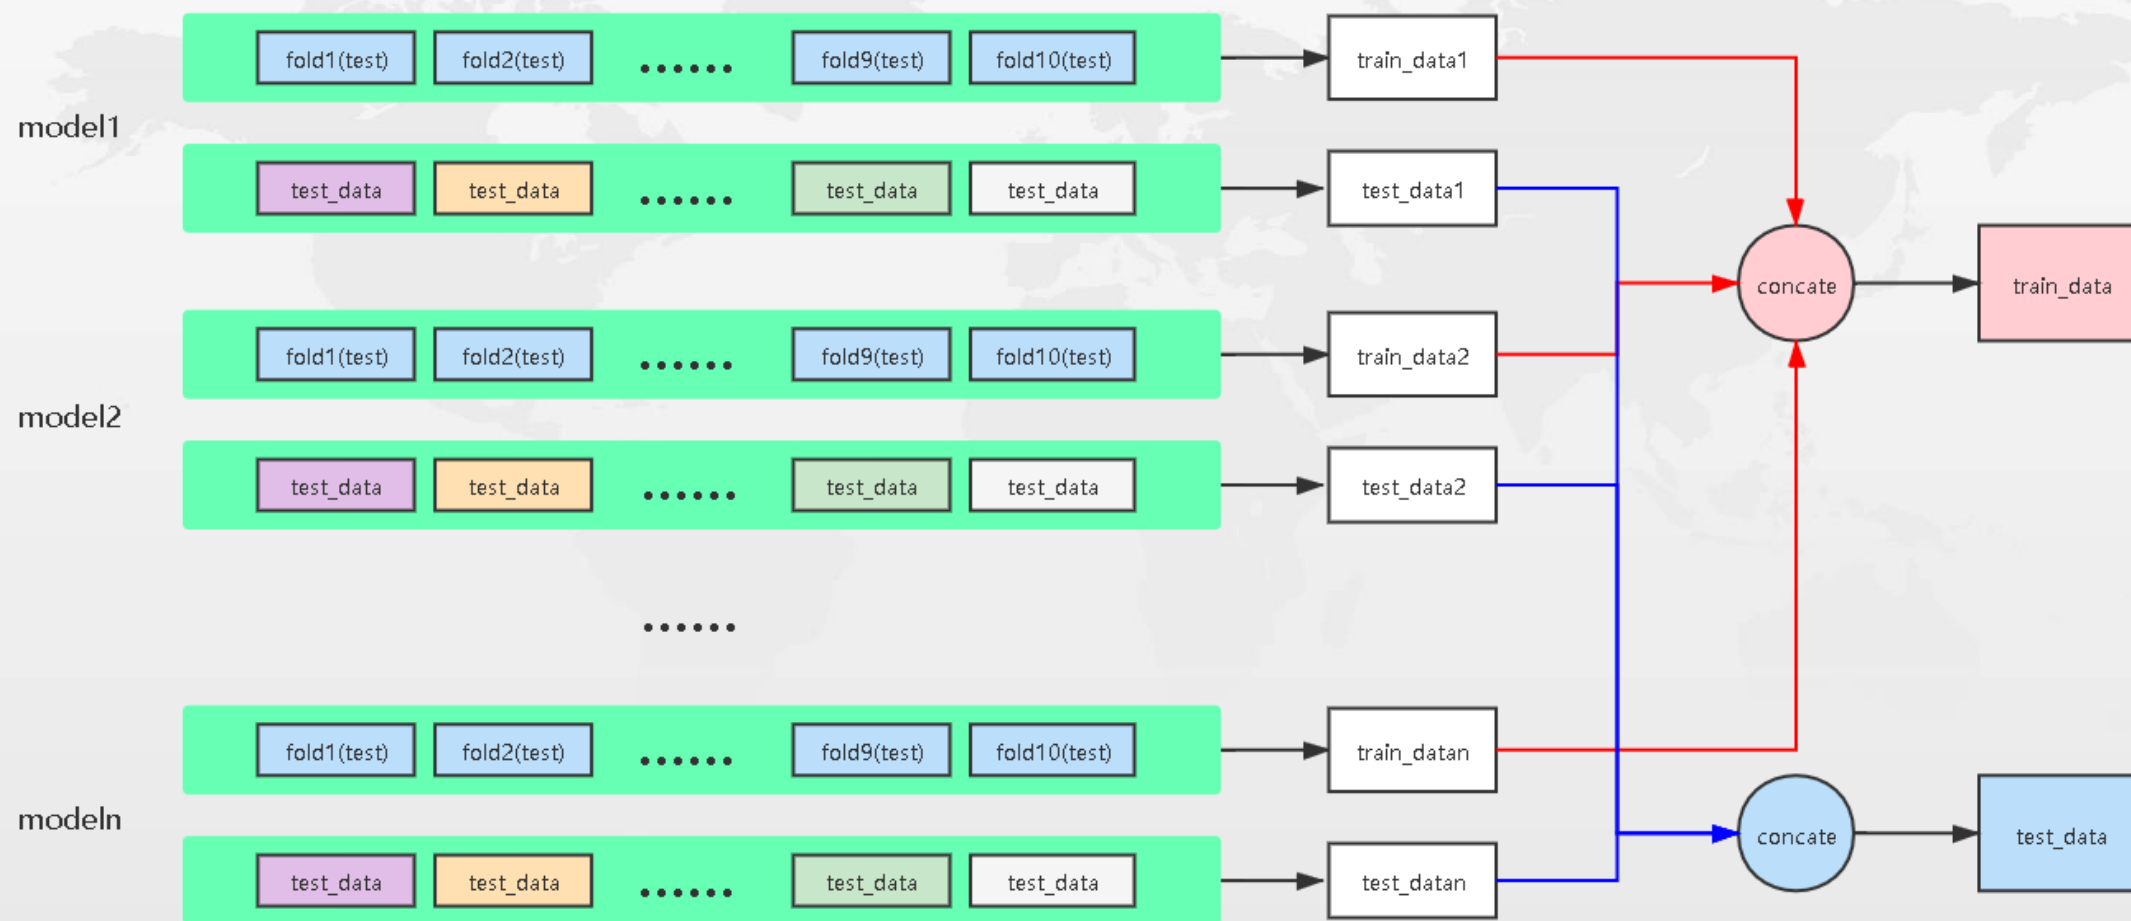 fold1(test) fold2(test) ...... fold9(test) fold10(test) train_data1
model1
test_data test_data ...... test_data test_data test_data1
concate train_data
fold1(test) fold2(test) ...... fold9(test) fold10(test) train_data2
model2
test_data test_data ...... test_data test_data test_data2
......
fold1(test) fold2(test) ...... fold9(test) fold10(test) train_datan
modeln
concate test_data
test_data test_data ...... test_data test_data test_datan